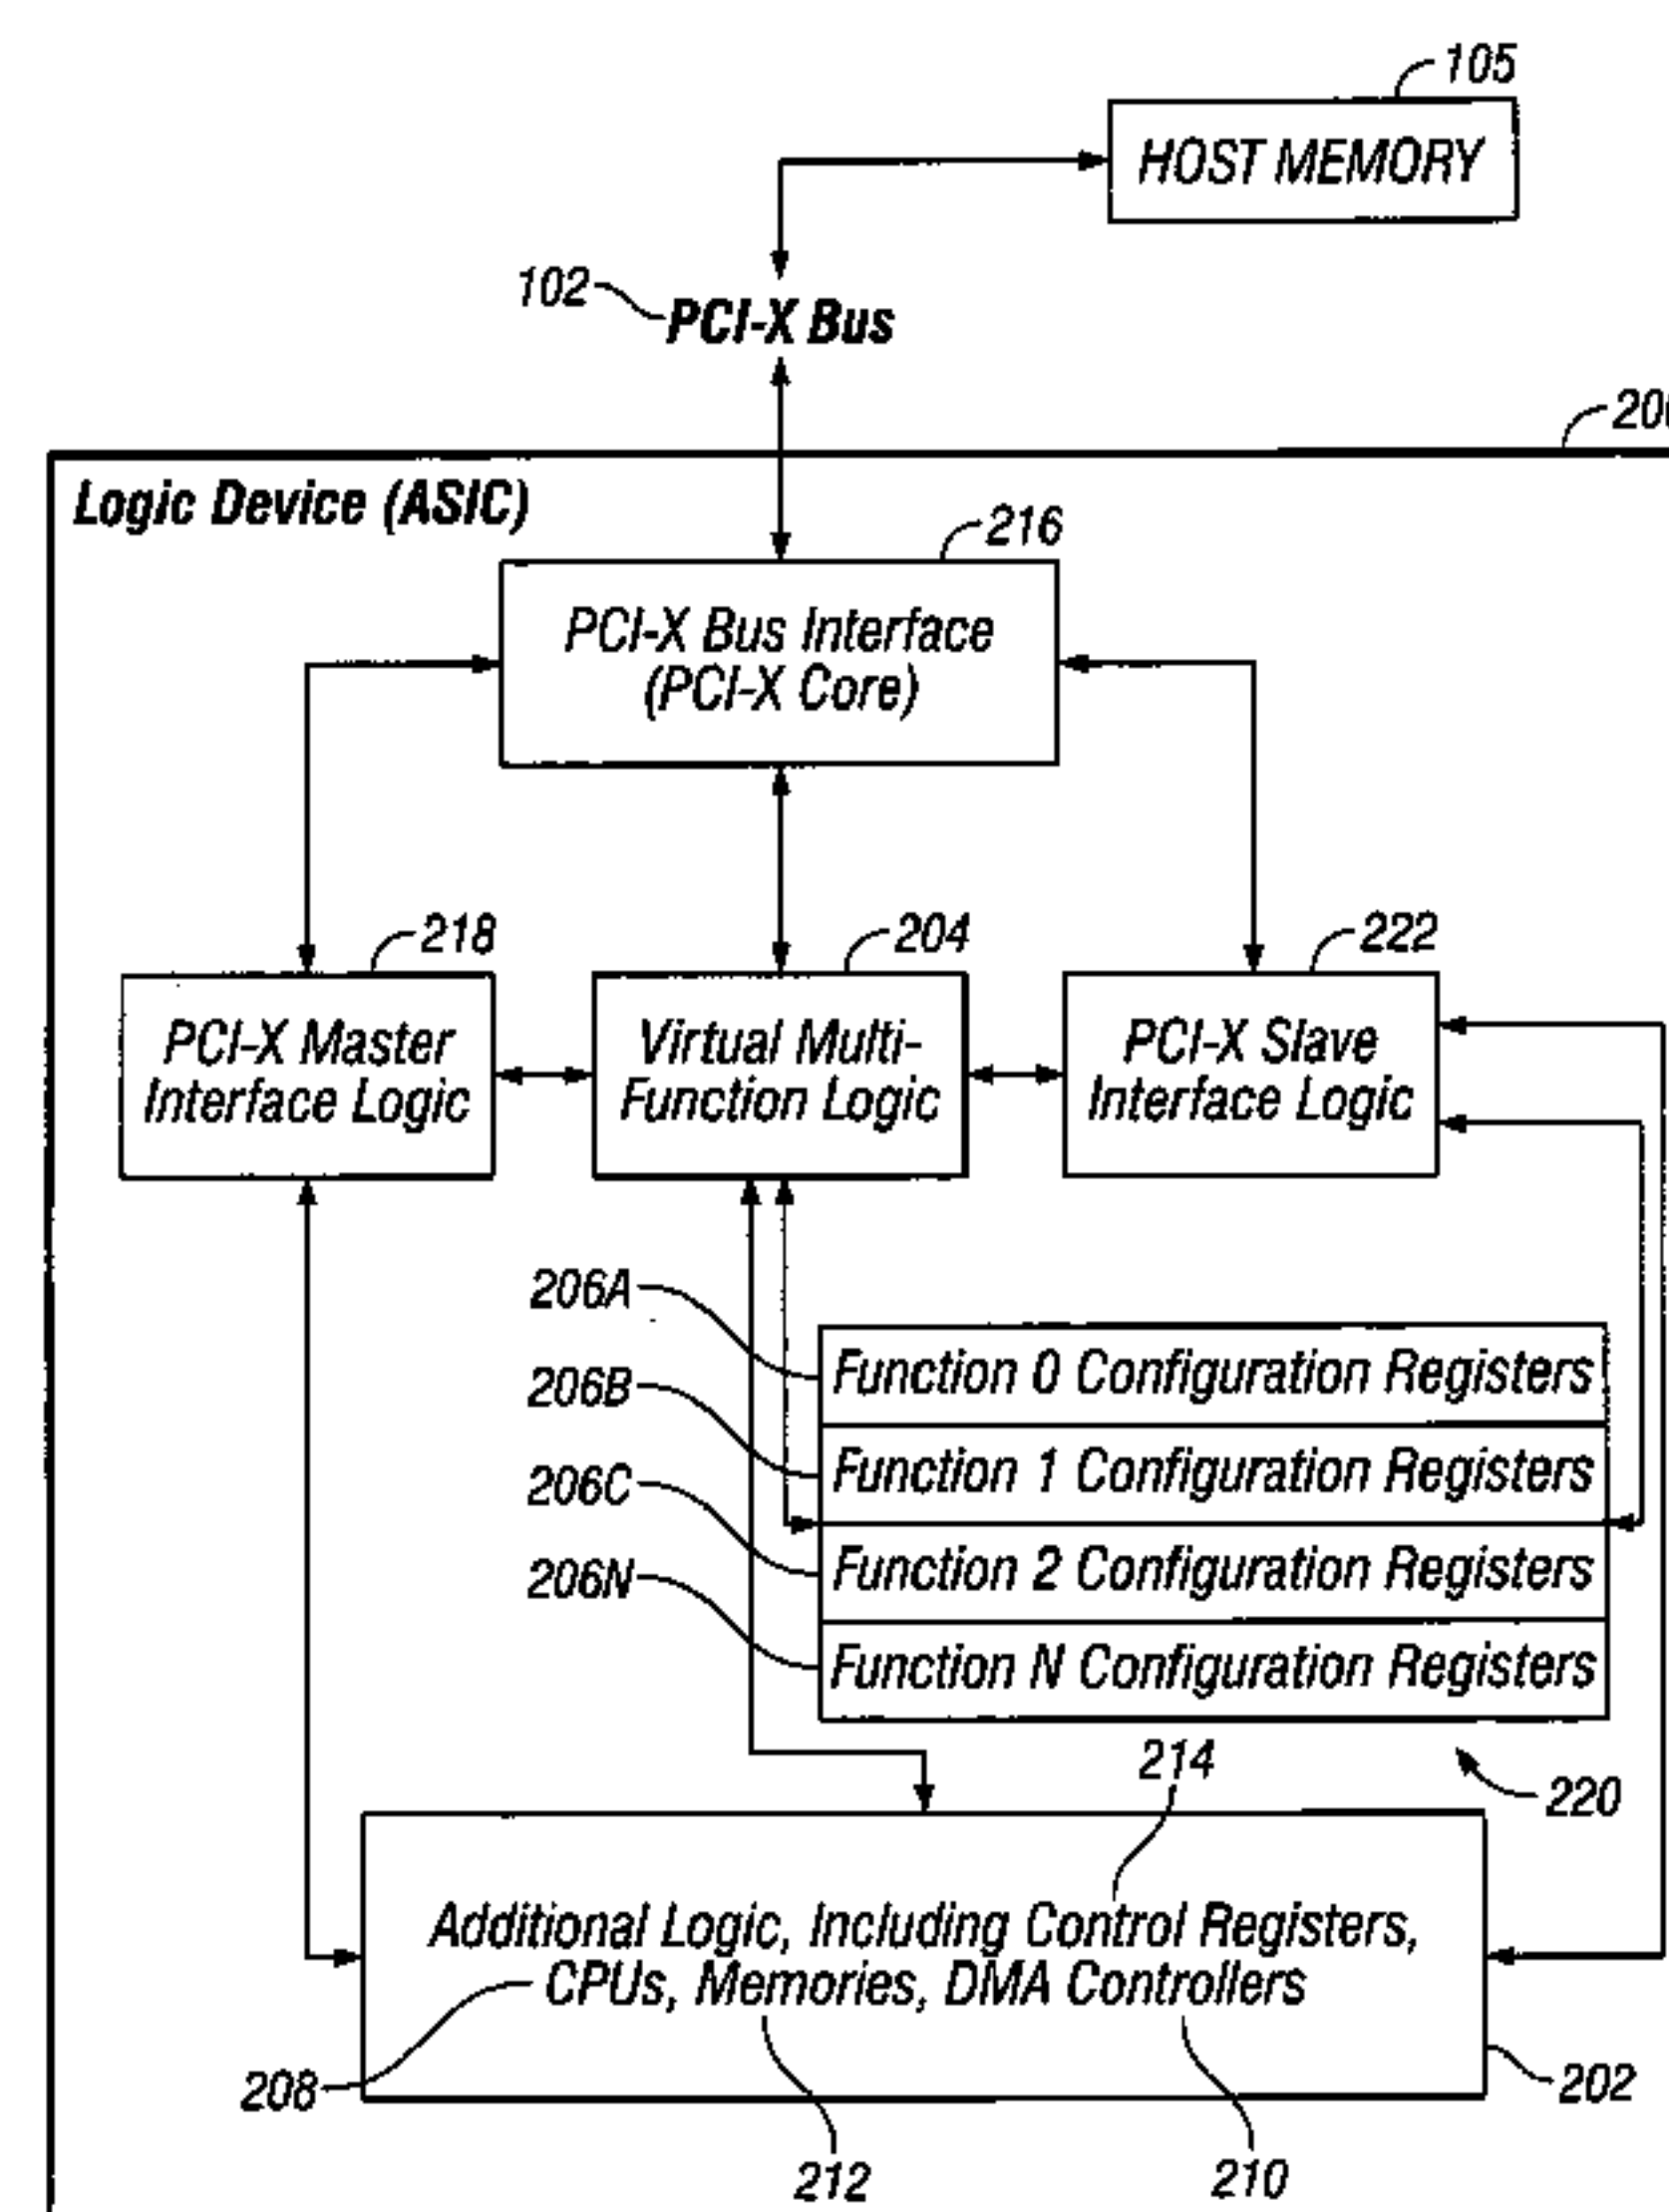 105
HOST MEMORY
102
PCI-X Bus
Logic Device (ASIC)
216
PCI-X Bus Interface
(PCI-X Core)
218
204
222
PCI-X Master
Interface Logic
Virtual Multi-
Function Logic
PCI-X Slave
Interface Logic
206A
Function 0 Configuration Registers
206B
Function 1 Configuration Registers
206C
Function 2 Configuration Registers
206N
Function N Configuration Registers
214
220
Additional Logic, Including Control Registers,
CPUs, Memories, DMA Controllers
208
202
212
210